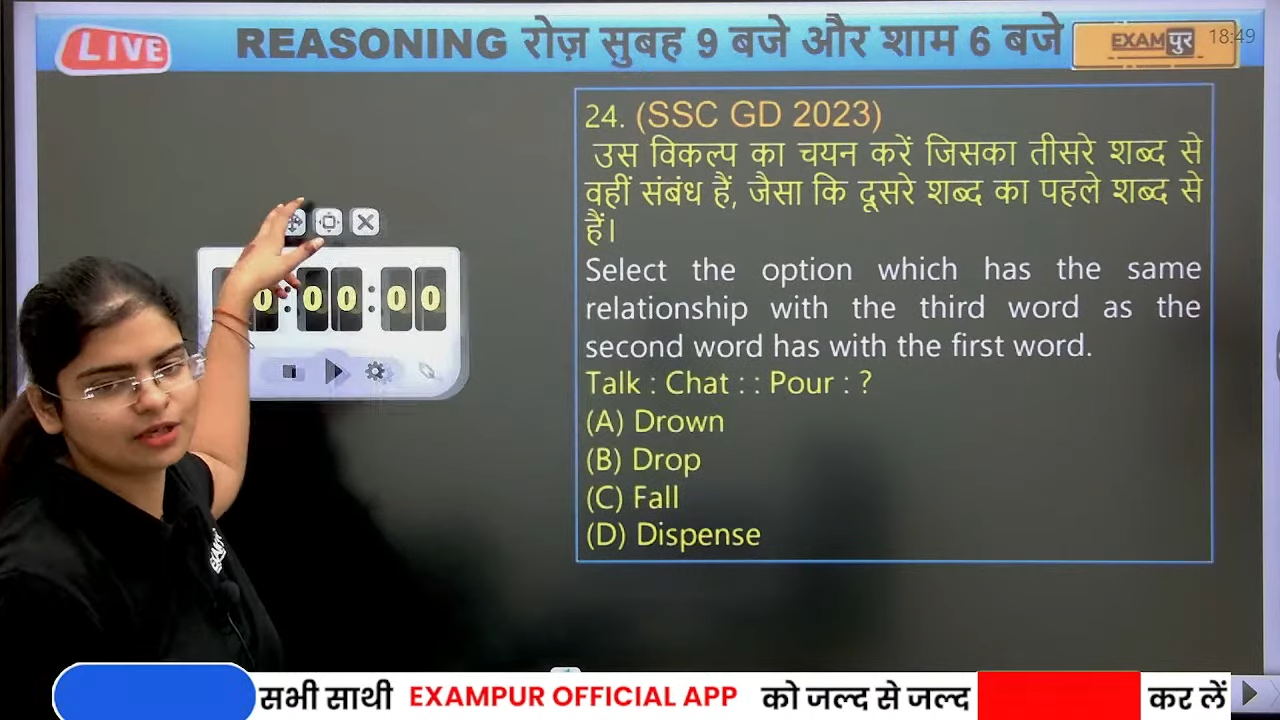 LIVE
REASONING रोज़ सुबह 9 बजे और शाम 6 बजे
EXAMपुर
18:49
24. (SSC GD 2023)
उस विकल्प का चयन करें जिसका तीसरे शब्द से
वहीं संबंध हैं, जैसा कि दूसरे शब्द का पहले शब्द से
हैं।
Select the option which has the same
relationship with the third word as the
second word has with the first word.
Talk : Chat : : Pour : ?
(A) Drown
(B) Drop
(C) Fall
(D) Dispense
0:00:00
सभी साथी EXAMPUR OFFICIAL APP को जल्द से जल्द कर लें